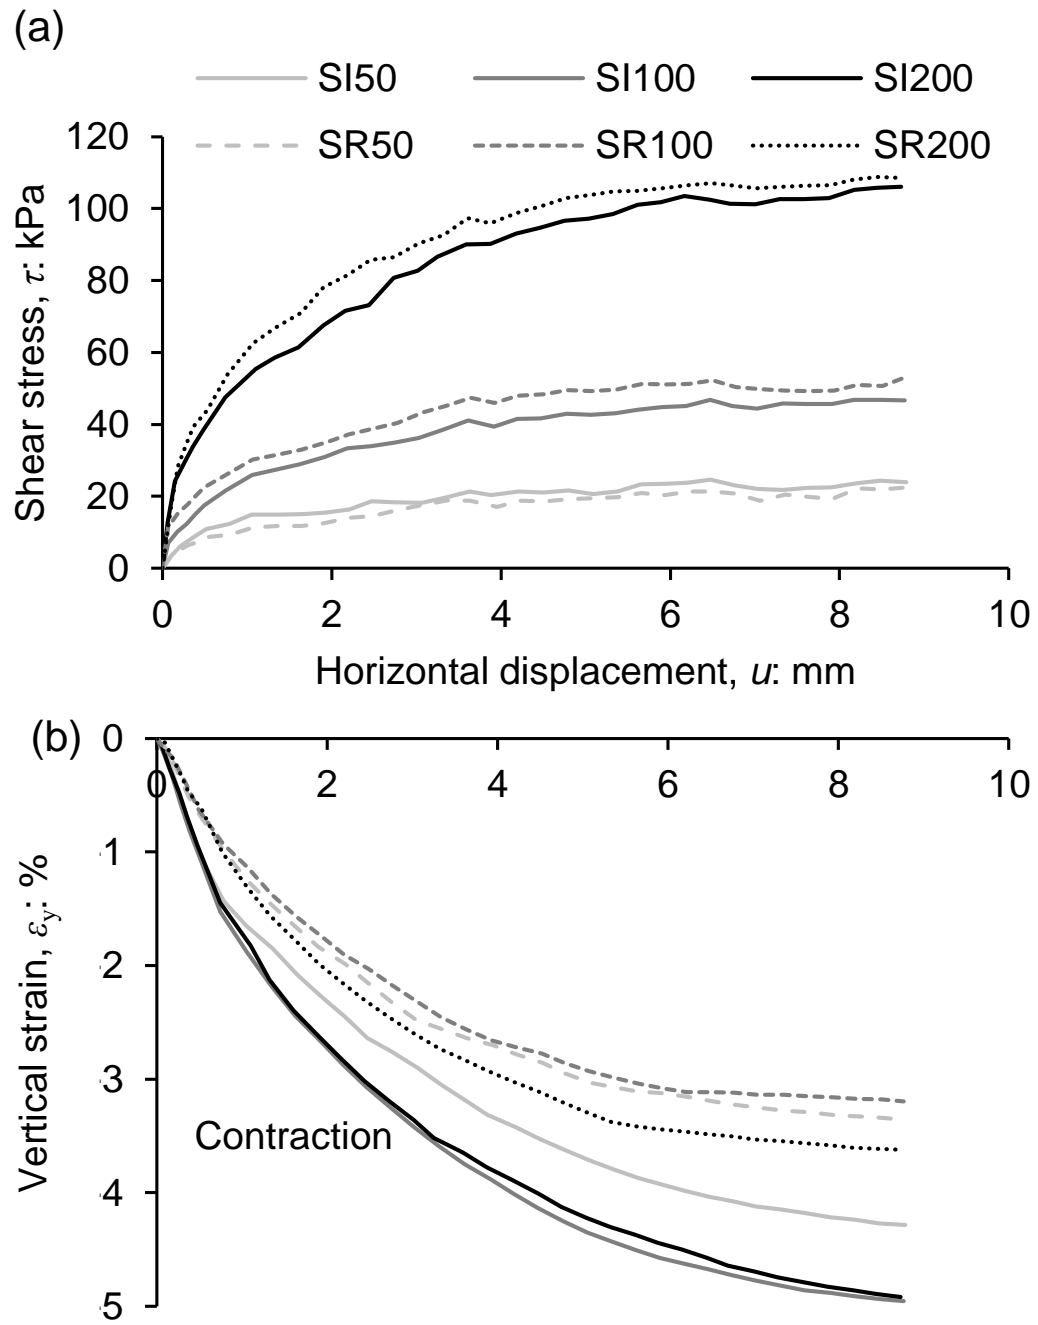 (a)
SI50 SI100 SI200
SR50 SR100 SR200
120
100
80
60
40
20
0
Shear stress, τ: kPa
0 2 4 6 8 10
Horizontal displacement, u: mm
(b)
0
0 2 4 6 8 10
1
2
3
4
5
Vertical strain, εy: %
Contraction